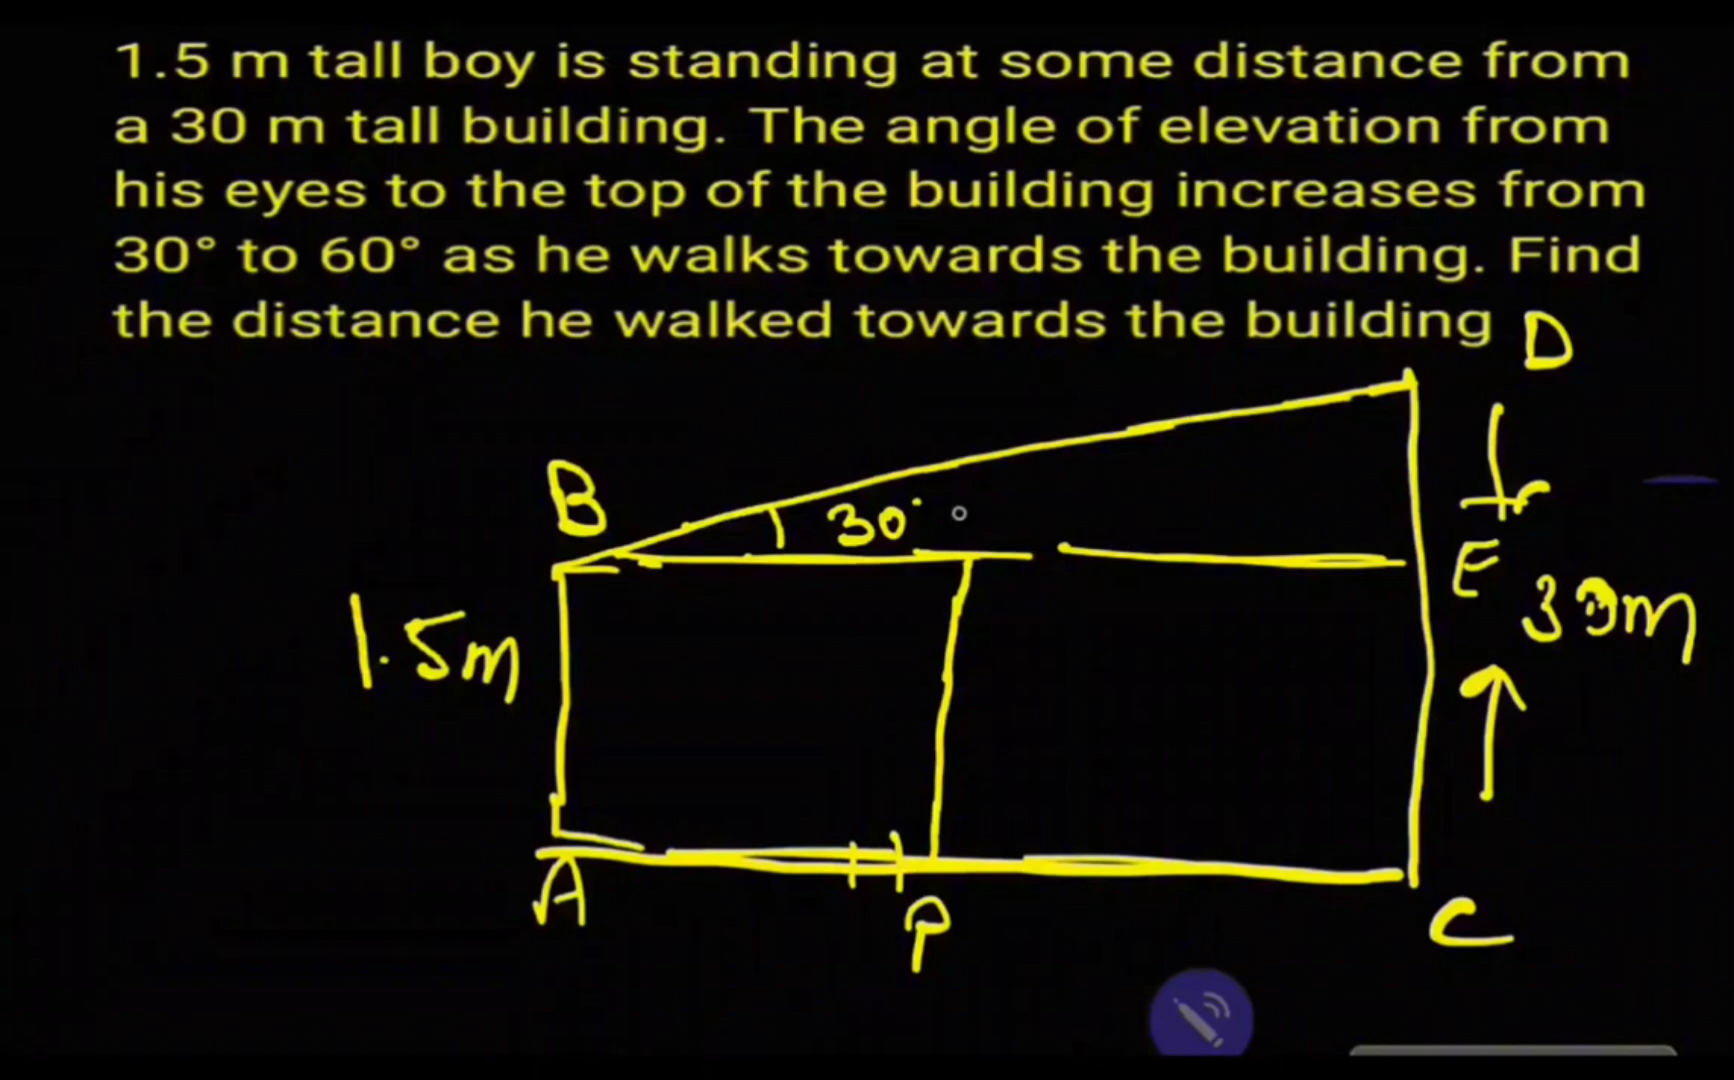 1.5 m tall boy is standing at some distance from
a 30 m tall building. The angle of elevation from
his eyes to the top of the building increases from
30° to 60° as he walks towards the building. Find
the distance he walked towards the building
D
B
30°
E
1.5m
A
P
C